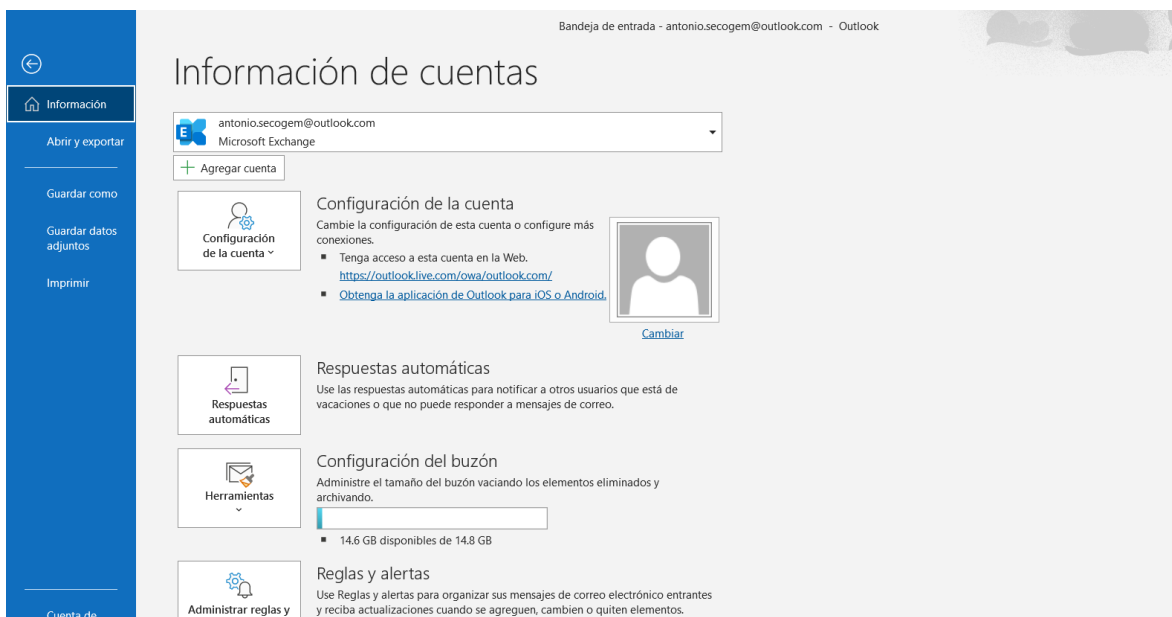 Bandeja de entrada - antonio.secogem@outlook.com - Outlook
Información de cuentas
Información
Abrir y exportar
Guardar como
Guardar datos
adjuntos
Imprimir
Cuenta de
antonio.secogem@outlook.com
Microsoft Exchange
Agregar cuenta
Configuración
de la cuenta
Configuración de la cuenta
Cambie la configuración de esta cuenta o configure más
conexiones.
Tenga acceso a esta cuenta en la Web.
https://outlook.live.com/owa/outlook.com/
Obtenga la aplicación de Outlook para iOS o Android.
Cambiar
Respuestas
automáticas
Respuestas automáticas
Use las respuestas automáticas para notificar a otros usuarios que está de
vacaciones o que no puede responder a mensajes de correo.
Herramientas
Configuración del buzón
Administre el tamaño del buzón vaciando los elementos eliminados y
archivando.
14.6 GB disponibles de 14.8 GB
Administrar reglas y
Reglas y alertas
Use Reglas y alertas para organizar sus mensajes de correo electrónico entrantes
y reciba actualizaciones cuando se agreguen, cambien o quiten elementos.